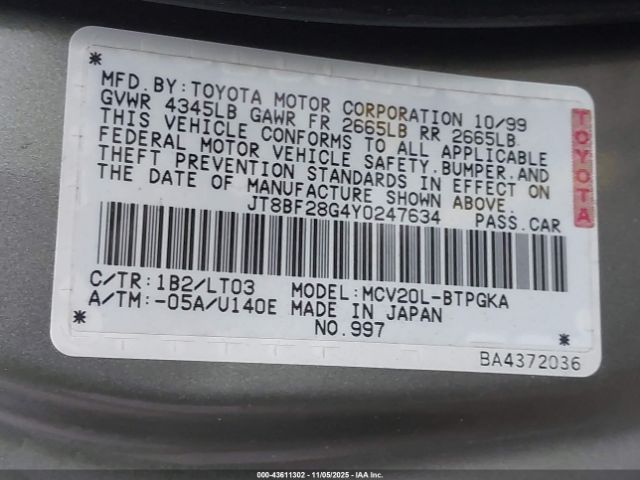 *
MFD.BY:TOYOTA MOTOR CORPORATION 10/99
GVWR 4345LB GAWR FR 2665LB RR 2665LB
THIS VEHICLE CONFORMS TO ALL APPLICABLE
FEDERAL MOTOR VEHICLE SAFETY,BUMPER,AND
THEFT PREVENTION STANDARDS IN EFFECT ON
THE DATE OF MANUFACTURE SHOWN ABOVE.
JT8BF28G4Y0247634 PASS.CAR
TOYOTA
C/TR:1B2/LT03 MODEL:MCV20L-BTPGKA
A/TM:-05A/U140E MADE IN JAPAN
* NO.997 *
BA4372036
000-43611302 - 11/05/2025 - IAA Inc.